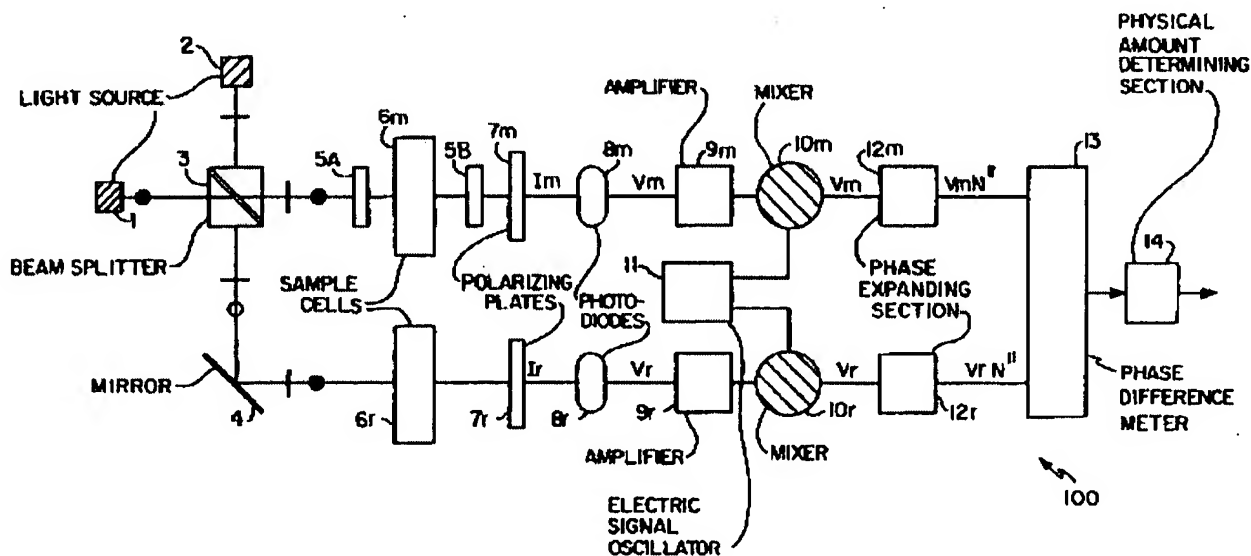 PHYSICAL
AMOUNT
DETERMINING
SECTION
2
LIGHT SOURCE
AMPLIFIER
MIXER
6m
7m
8m
9m
10m
12m
13
3
5A
5B
Im
Vm
Vm
VmN"
14
1
BEAM SPLITTER
SAMPLE
CELLS
POLARIZING
PLATES
PHOTO-
DIODES
11
PHASE
EXPANDING
SECTION
MIRROR
4
6r
Ir
7r
Vr
8r
9r
Vr
10r
Vr N"
12r
PHASE
DIFFERENCE
METER
AMPLIFIER
MIXER
ELECTRIC
SIGNAL
OSCILLATOR
100